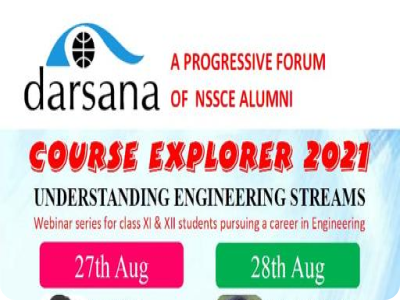 darsana
A PROGRESSIVE FORUM
OF NSSCE ALUMNI
COURSE EXPLORER 2021
UNDERSTANDING ENGINEERING STREAMS
Webinar series for class XI & XII students pursuing a career in Engineering
27th Aug
28th Aug